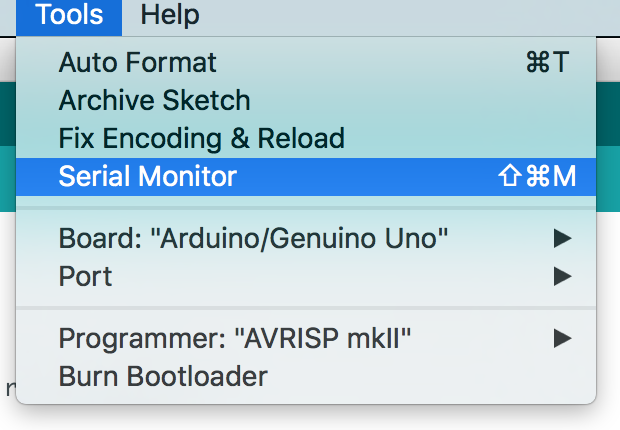 Tools Help
Auto Format ⌘T
Archive Sketch
Fix Encoding & Reload
Serial Monitor ⇧⌘M
Board: "Arduino/Genuino Uno" ▶
Port ▶
Programmer: "AVRISP mkII" ▶
Burn Bootloader